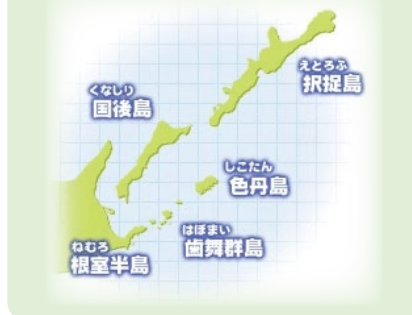 えとろふ
択捉島
くなしり
国後島
しこたん
色丹島
はぼまい
歯舞群島
ねむろ
根室半島